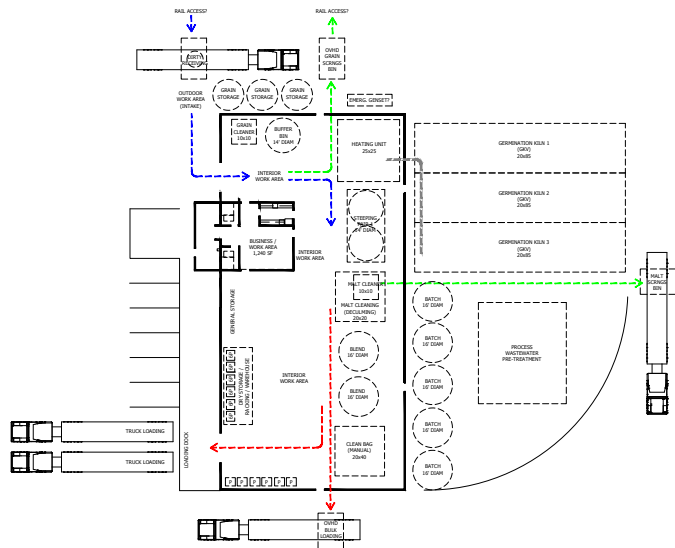 RAIL ACCESS?
RAIL ACCESS?
DIRTY
RECEIVING
OVHD
GRAIN
SCRNGS
BIN
OUTDOOR
WORK AREA
(INTAKE)
GRAIN
STORAGE
GRAIN
STORAGE
GRAIN
STORAGE
EMERG. GENSET?
GRAIN
CLEANER
10x10
BUFFER
BIN
14' DIAM
HEATING UNIT
25x25
GERMINATION KILN 1
(GKV)
20x85
INTERIOR
WORK AREA
GERMINATION KILN 2
(GKV)
20x85
STEEPING
14' DIAM
GERMINATION KILN 3
(GKV)
20x85
BUSINESS /
WORK AREA
1,240 SF
INTERIOR
WORK AREA
MALT CLEANER
10x10
MALT CLEANING
(DECULMING)
20x20
MALT
SCRNGS
BIN
GENERAL STORAGE
BATCH
16' DIAM
BATCH
16' DIAM
BATCH
16' DIAM
BATCH
16' DIAM
BATCH
16' DIAM
PROCESS
WASTEWATER
PRE-TREATMENT
BLEND
16' DIAM
BLEND
16' DIAM
INTERIOR
WORK AREA
DRY STORAGE /
RACKING / WAREHOUSE
CLEAN BAG
(MANUAL)
20x40
TRUCK LOADING
TRUCK LOADING
LOADING DOCK
P P P P P P
OVHD
BULK
LOADING